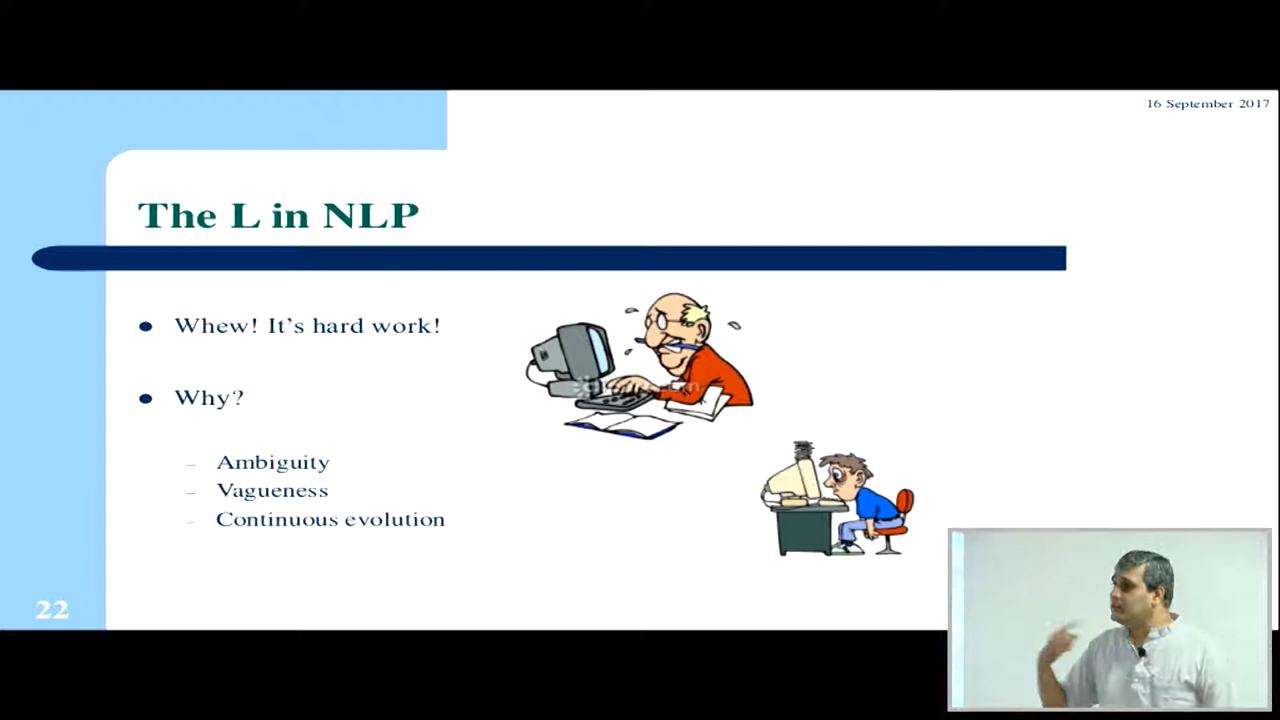 16 September 2017
The L in NLP
Whew! It's hard work!
Why?
Ambiguity
Vagueness
Continuous evolution
22